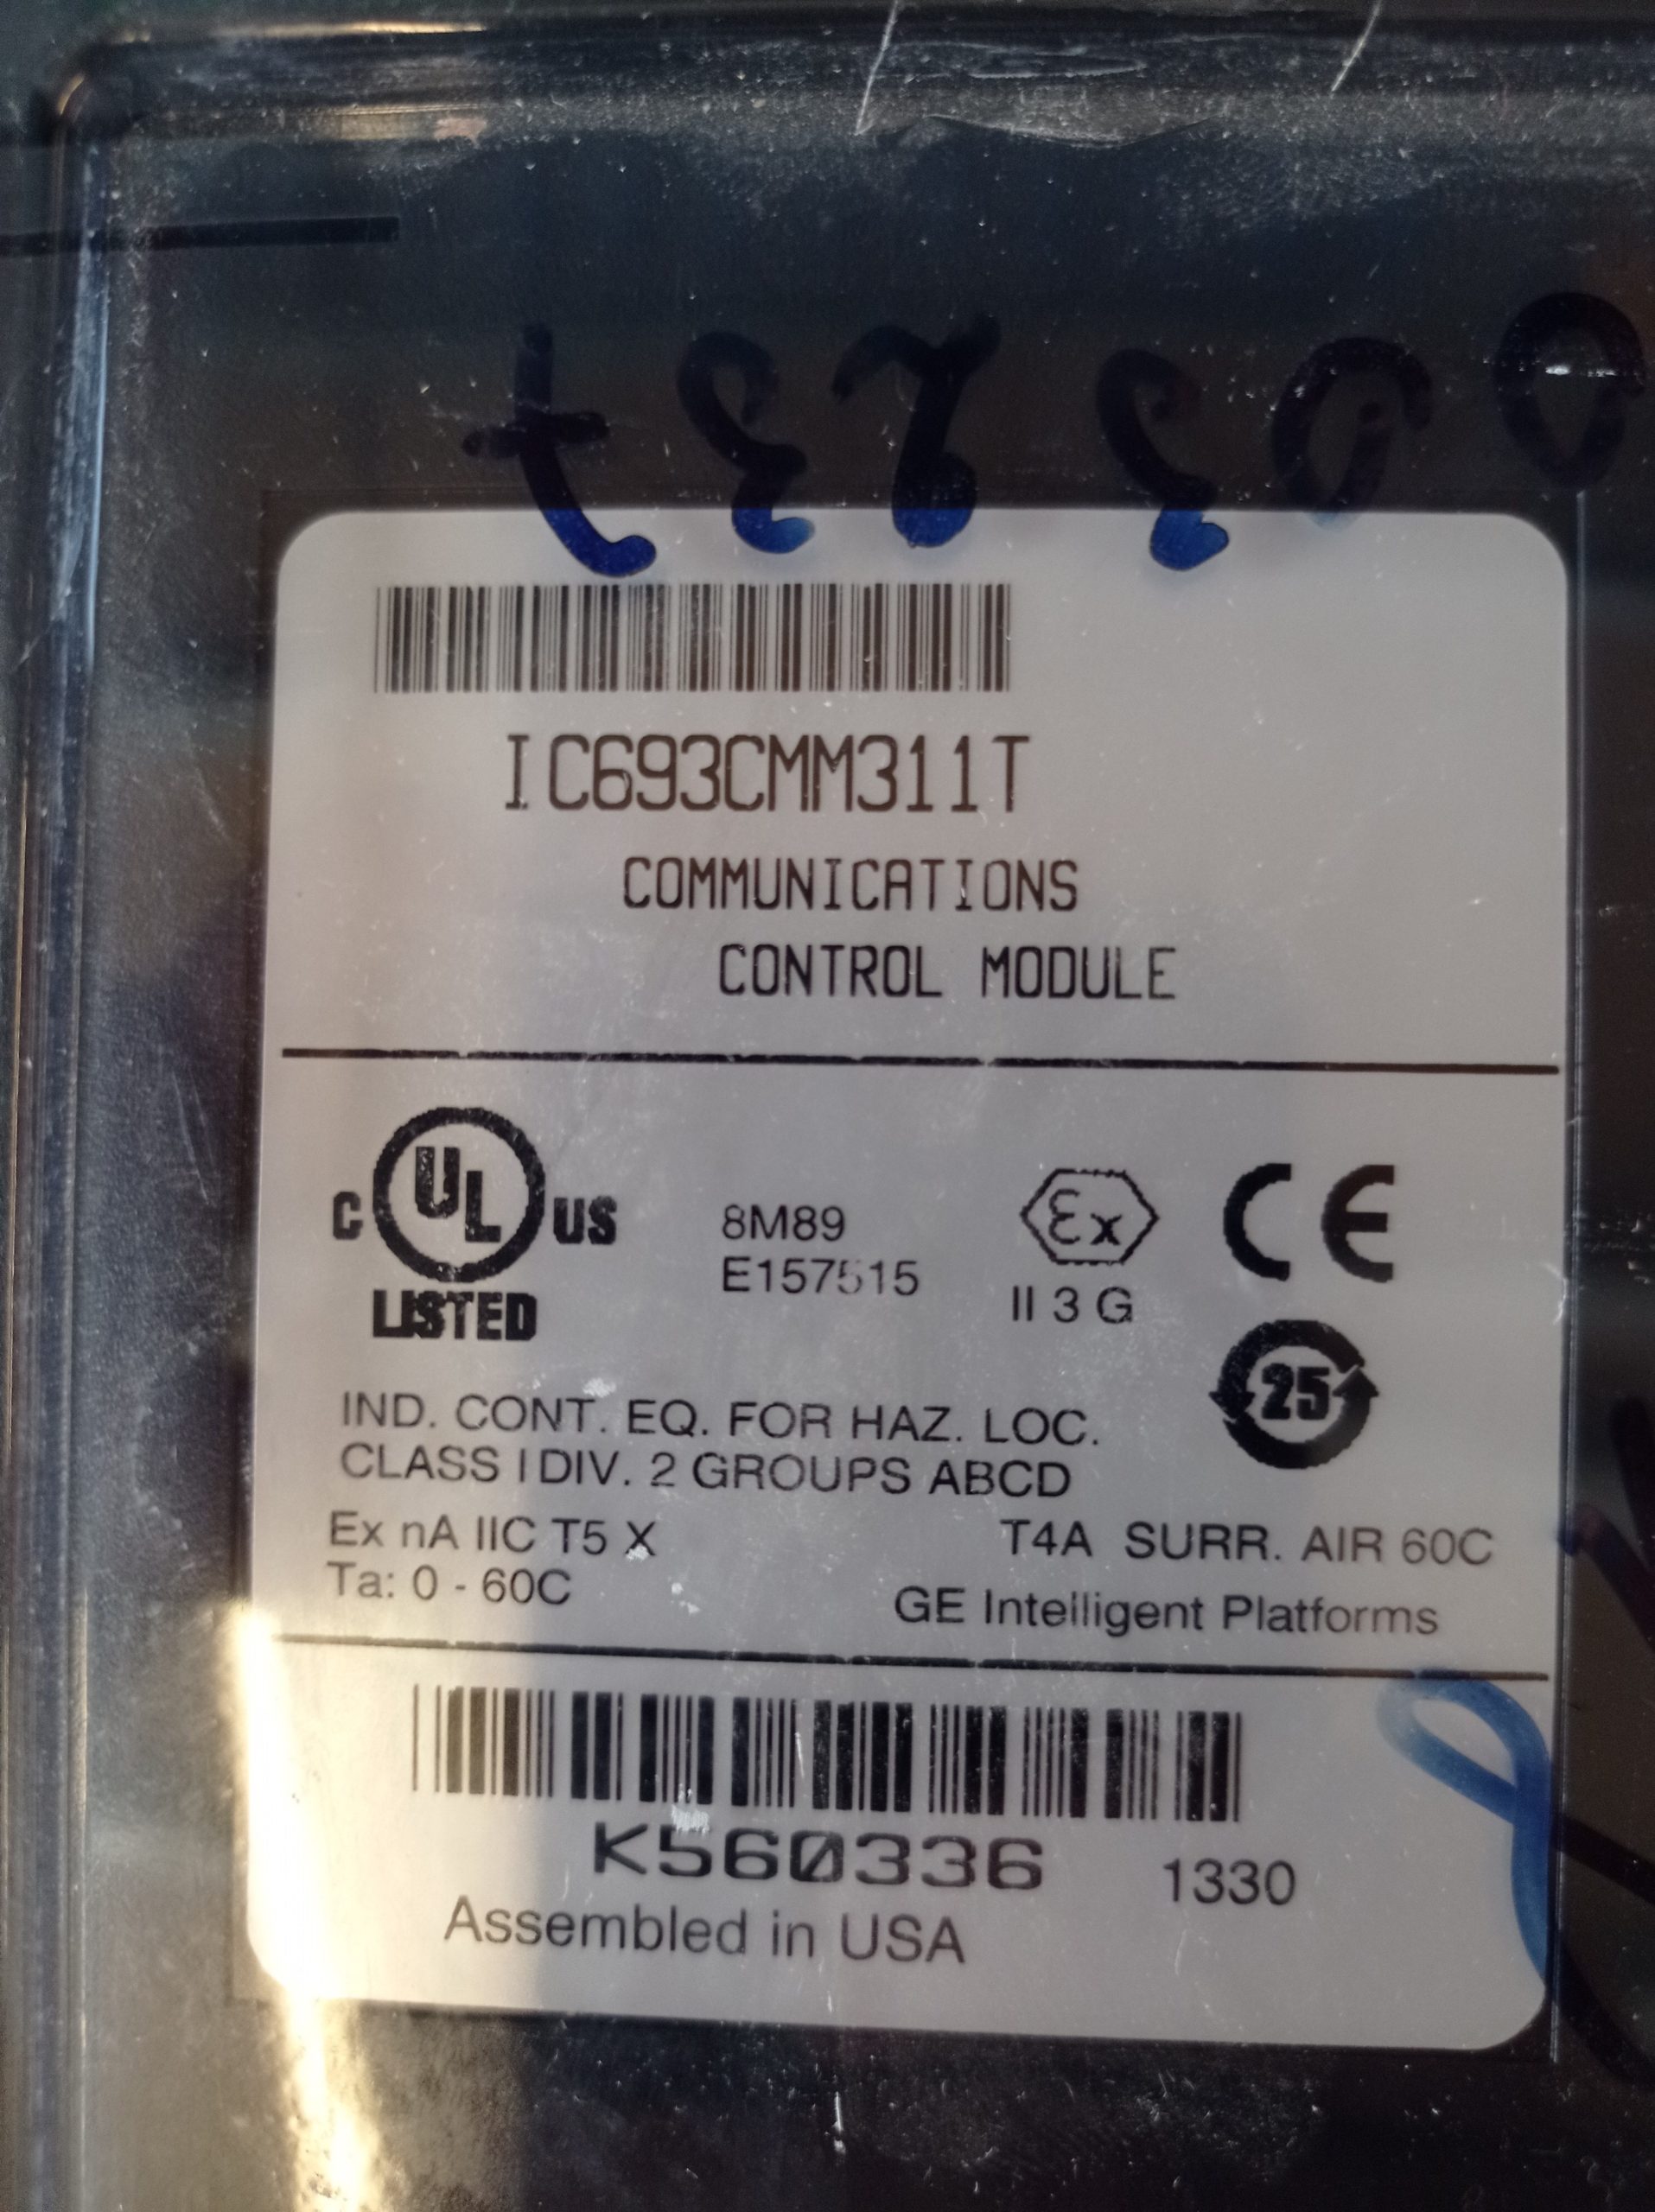 IC693CMM311T
COMMUNICATIONS
CONTROL MODULE
C UL US
LISTED
8M89
E157515
Ex
II 3 G
CE
25
IND. CONT. EQ. FOR HAZ. LOC.
CLASS I DIV. 2 GROUPS ABCD
Ex nA IIC T5 X
Ta: 0 - 60C
T4A SURR. AIR 60C
GE Intelligent Platforms
K560336 1330
Assembled in USA